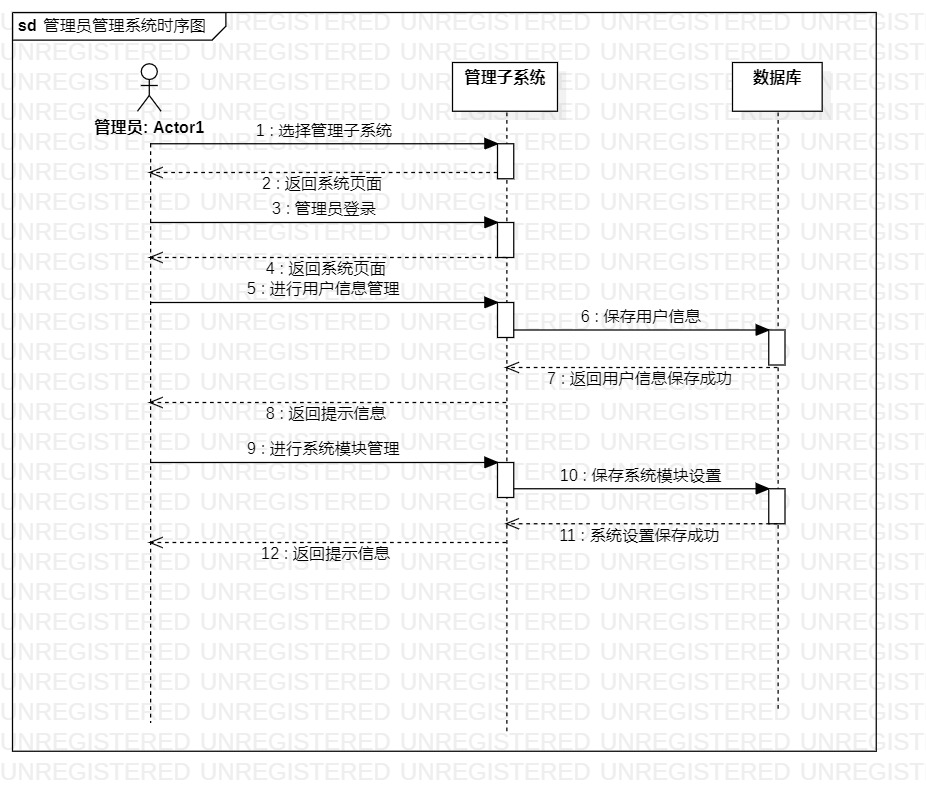 sd 管理员管理系统时序图
管理子系统
数据库
管理员: Actor1
1 : 选择管理子系统
2 : 返回系统页面
3 : 管理员登录
4 : 返回系统页面
5 : 进行用户信息管理
6 : 保存用户信息
7 : 返回用户信息保存成功
8 : 返回提示信息
9 : 进行系统模块管理
10 : 保存系统模块设置
11 : 系统设置保存成功
12 : 返回提示信息
UNREGISTERED